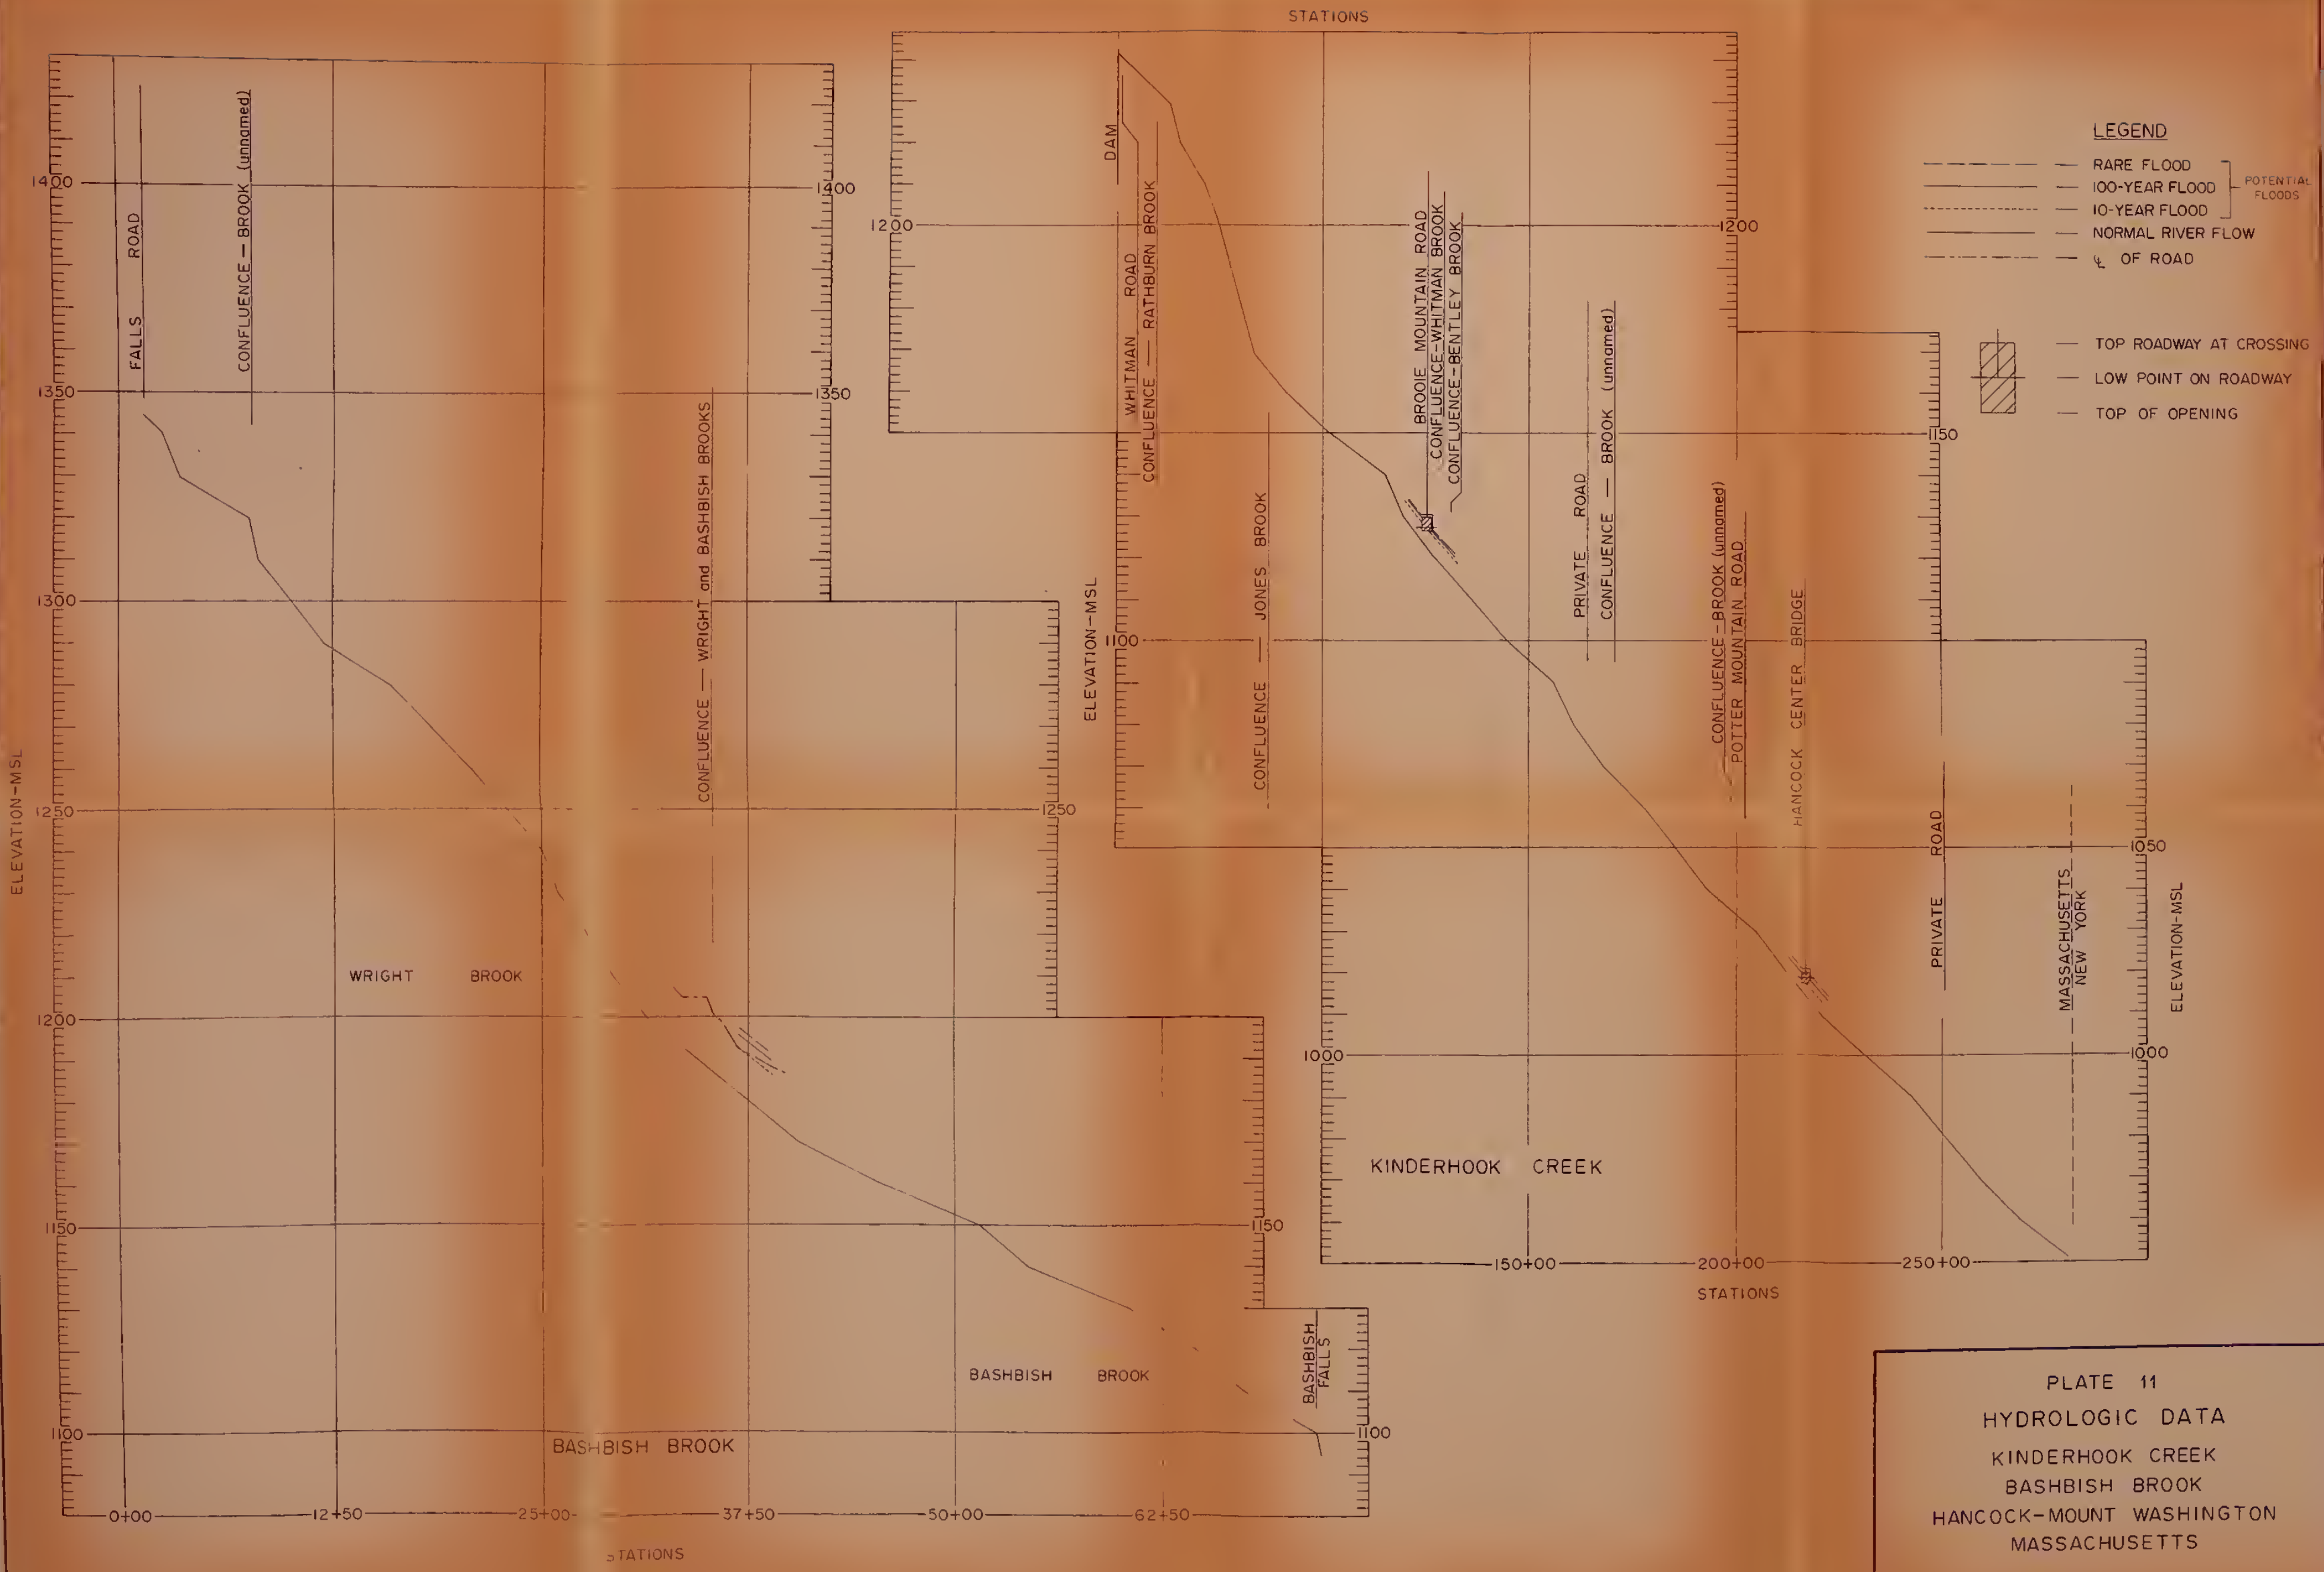 STATIONS
1400
1400
1350
1350
1300
1250
1250
1200
1150
1150
1100
1100
ELEVATION-MSL
FALLS ROAD
CONFLUENCE — BROOK (unnamed)
CONFLUENCE — WRIGHT and BASHBISH BROOKS
WRIGHT BROOK
BASHBISH BROOK
BASHBISH BROOK
BASHBISH
FALLS
0+00
12+50
25+00
37+50
50+00
62+50
STATIONS
1200
1200
1150
1100
1050
1000
1000
ELEVATION-MSL
ELEVATION-MSL
DAM
WHITMAN ROAD
CONFLUENCE — RATHBURN BROOK
CONFLUENCE — JONES BROOK
BROOIE MOUNTAIN ROAD
CONFLUENCE-WHITMAN BROOK
CONFLUENCE-BENTLEY BROOK
PRIVATE ROAD
CONFLUENCE — BROOK (unnamed)
CONFLUENCE-BROOK (unnamed)
POTTER MOUNTAIN ROAD
HANCOCK CENTER BRIDGE
PRIVATE ROAD
MASSACHUSETTS
NEW YORK
KINDERHOOK CREEK
150+00
200+00
250+00
STATIONS
LEGEND
RARE FLOOD
100-YEAR FLOOD
10-YEAR FLOOD
POTENTIAL
FLOODS
NORMAL RIVER FLOW
℄ OF ROAD
TOP ROADWAY AT CROSSING
LOW POINT ON ROADWAY
TOP OF OPENING
PLATE 11
HYDROLOGIC DATA
KINDERHOOK CREEK
BASHBISH BROOK
HANCOCK-MOUNT WASHINGTON
MASSACHUSETTS